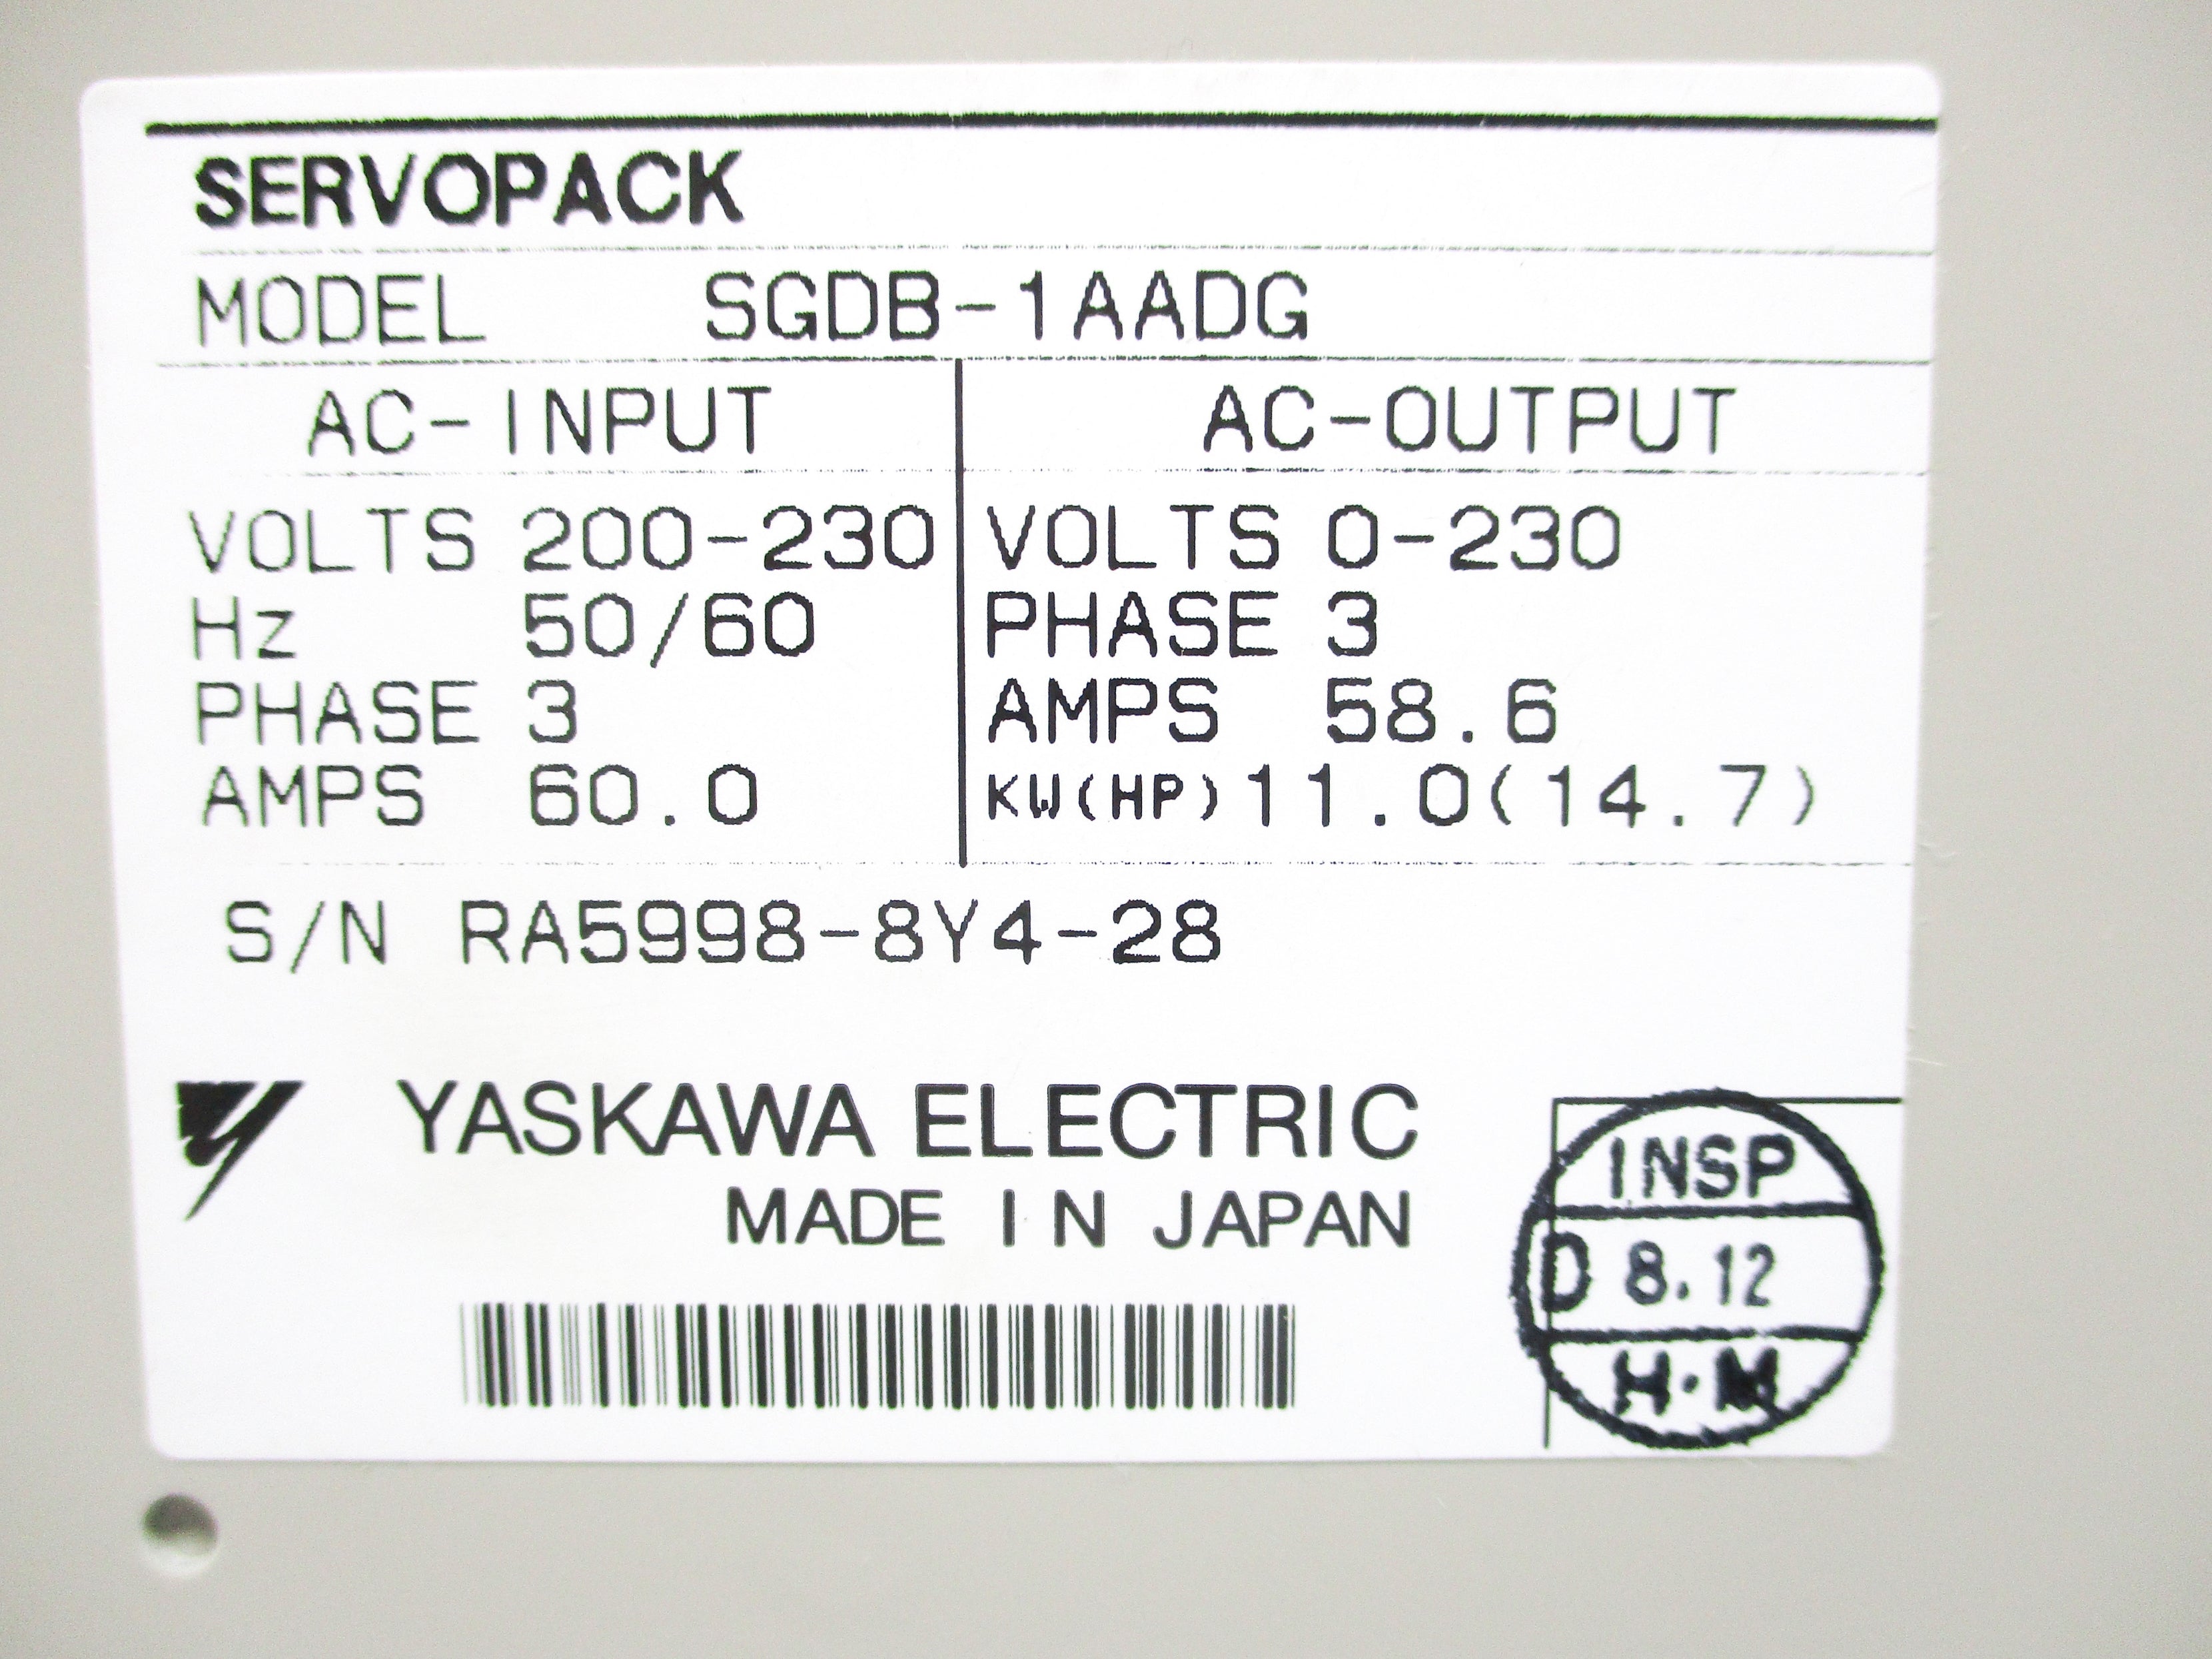 SERVOPACK
MODEL SGDB-1AADG
AC-INPUT AC-OUTPUT
VOLTS 200-230 VOLTS 0-230
Hz 50/60 PHASE 3
PHASE 3 AMPS 58.6
AMPS 60.0 KW(HP) 11.0(14.7)
S/N RA5998-8Y4-28
YASKAWA ELECTRIC
MADE IN JAPAN
INSP
D 8.12
H.M